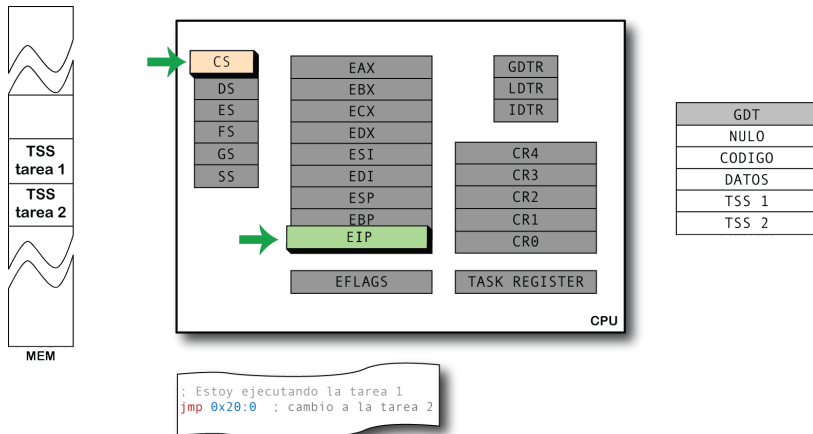 TSS
tarea 1
TSS
tarea 2
MEM
CS
DS
ES
FS
GS
SS
EAX
EBX
ECX
EDX
ESI
EDI
ESP
EBP
EIP
EFLAGS
GDTR
LDTR
IDTR
CR4
CR3
CR2
CR1
CR0
TASK REGISTER
CPU
GDT
NULO
CODIGO
DATOS
TSS 1
TSS 2
; Estoy ejecutando la tarea 1
jmp 0x20:0 ; cambio a la tarea 2